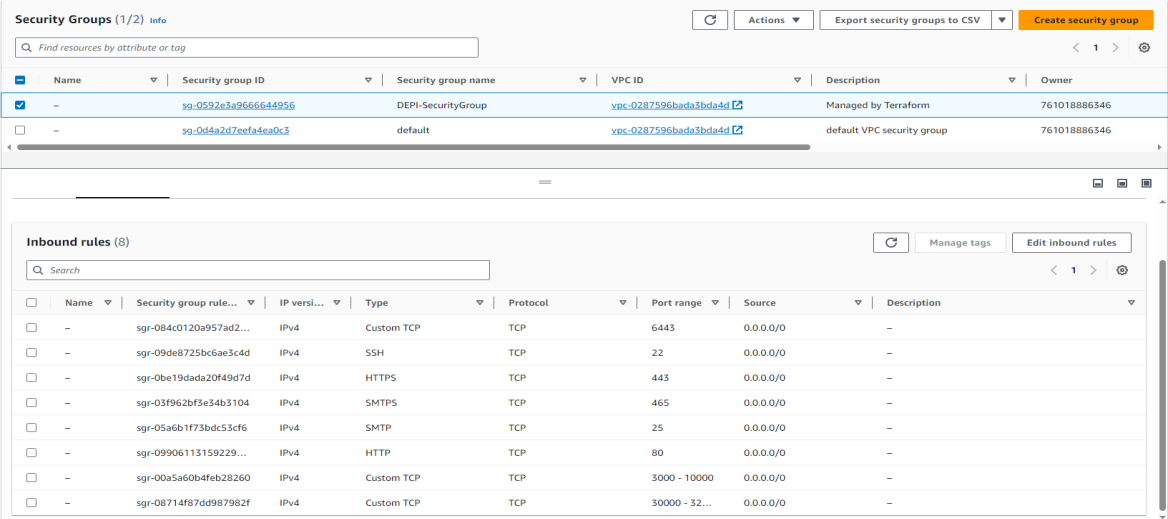 Security Groups (1/2) Info
Actions
Export security groups to CSV
Create security group
Find resources by attribute or tag
1
Name Security group ID Security group name VPC ID Description Owner
– sg-0592e3a9666644956 DEPI-SecurityGroup vpc-0287596bada3bda4d Managed by Terraform 761018886346
– sg-0d4a2d7eefa4ea0c3 default vpc-0287596bada3bda4d default VPC security group 761018886346
Inbound rules (8)
Manage tags
Edit inbound rules
Search
1
Name Security group rule... IP versi... Type Protocol Port range Source Description
– sgr-084c0120a957ad2... IPv4 Custom TCP TCP 6443 0.0.0.0/0 –
– sgr-09de8725bc6ae3c4d IPv4 SSH TCP 22 0.0.0.0/0 –
– sgr-0be19dada20f49d7d IPv4 HTTPS TCP 443 0.0.0.0/0 –
– sgr-03f962bf3e34b3104 IPv4 SMTPS TCP 465 0.0.0.0/0 –
– sgr-05a6b1f73bdc53cf6 IPv4 SMTP TCP 25 0.0.0.0/0 –
– sgr-09906113159229... IPv4 HTTP TCP 80 0.0.0.0/0 –
– sgr-00a5a60b4feb28260 IPv4 Custom TCP TCP 3000 - 10000 0.0.0.0/0 –
– sgr-08714f87dd987982f IPv4 Custom TCP TCP 30000 - 32... 0.0.0.0/0 –